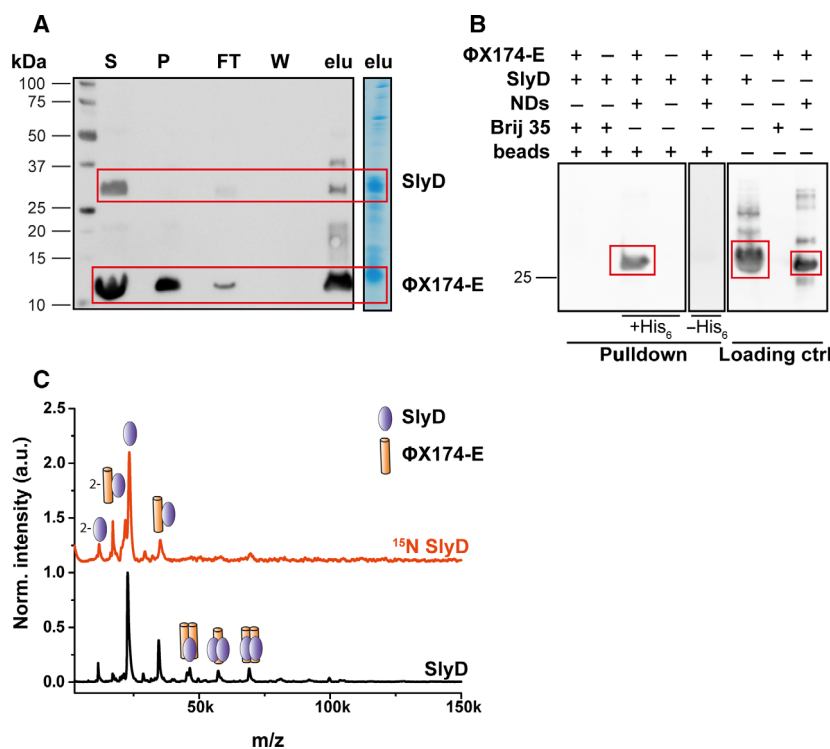 A
kDa S P FT W elu elu
100
75
50
37
25
20
15
10
SlyD
ΦX174-E
B
ΦX174-E + – + – + – + +
SlyD + + + + + + – –
NDs – – + – + – – +
Brij 35 + + – – – – + –
beads + + + + + – – –
25
+His6 –His6
Pulldown Loading ctrl
C
SlyD
ΦX174-E
2.5
2.0
1.5
1.0
0.5
0.0
Norm. intensity (a.u.)
2-
2-
15N SlyD
SlyD
50k 100k 150k
m/z